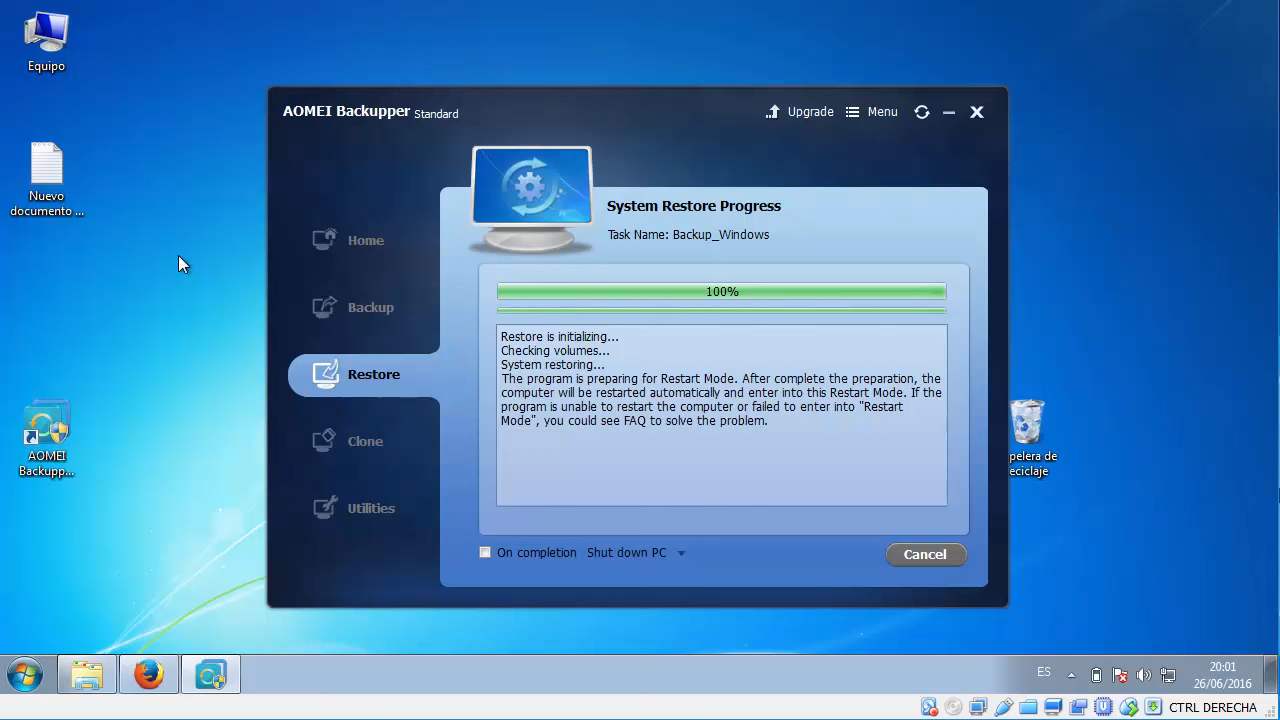 Equipo
Nuevo
documento ...
AOMEI
Backupp...
AOMEI Backupper Standard
Upgrade
Menu
Home
Backup
Restore
Clone
Utilities
System Restore Progress
Task Name: Backup_Windows
100%
Restore is initializing...
Checking volumes...
System restoring...
The program is preparing for Restart Mode. After complete the preparation, the
computer will be restarted automatically and enter into this Restart Mode. If the
program is unable to restart the computer or failed to enter into "Restart
Mode", you could see FAQ to solve the problem.
On completion Shut down PC
Cancel
pelera de
eciclaje
ES
20:01
26/06/2016
CTRL DERECHA